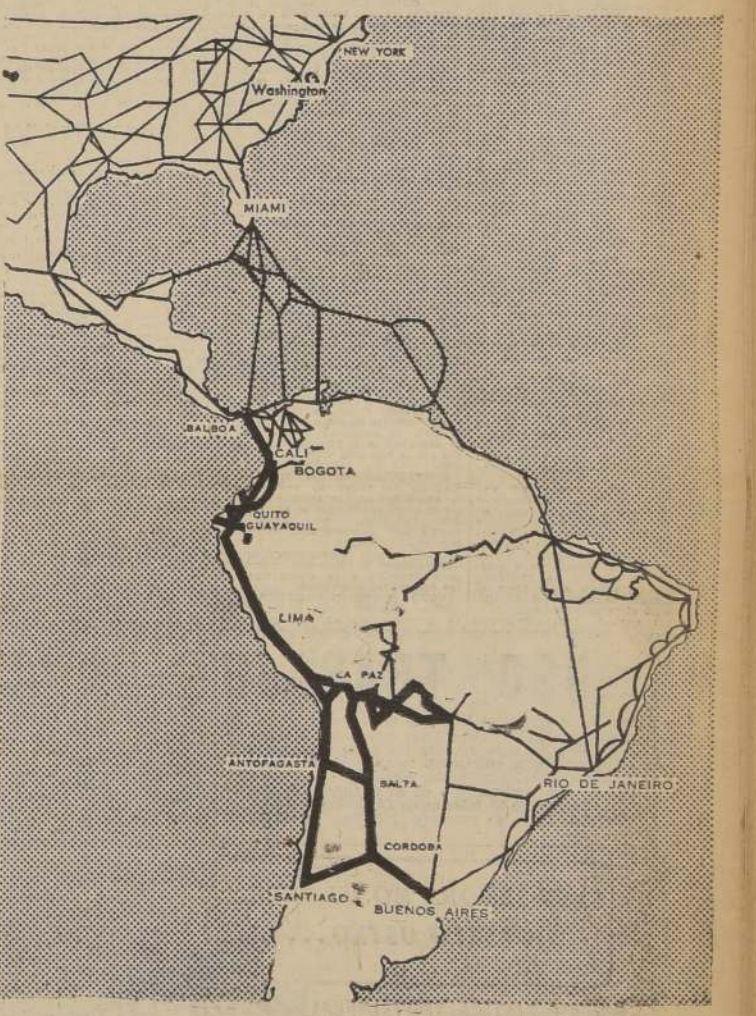 NEW YORK
Washington
MIAMI
BALBOA
CALI
BOGOTA
QUITO
GUAYAQUIL
LIMA
LA PAZ
ANTOFAGASTA
SALTA
RIO DE JANEIRO
CORDOBA
SANTIAGO
BUENOS AIRES